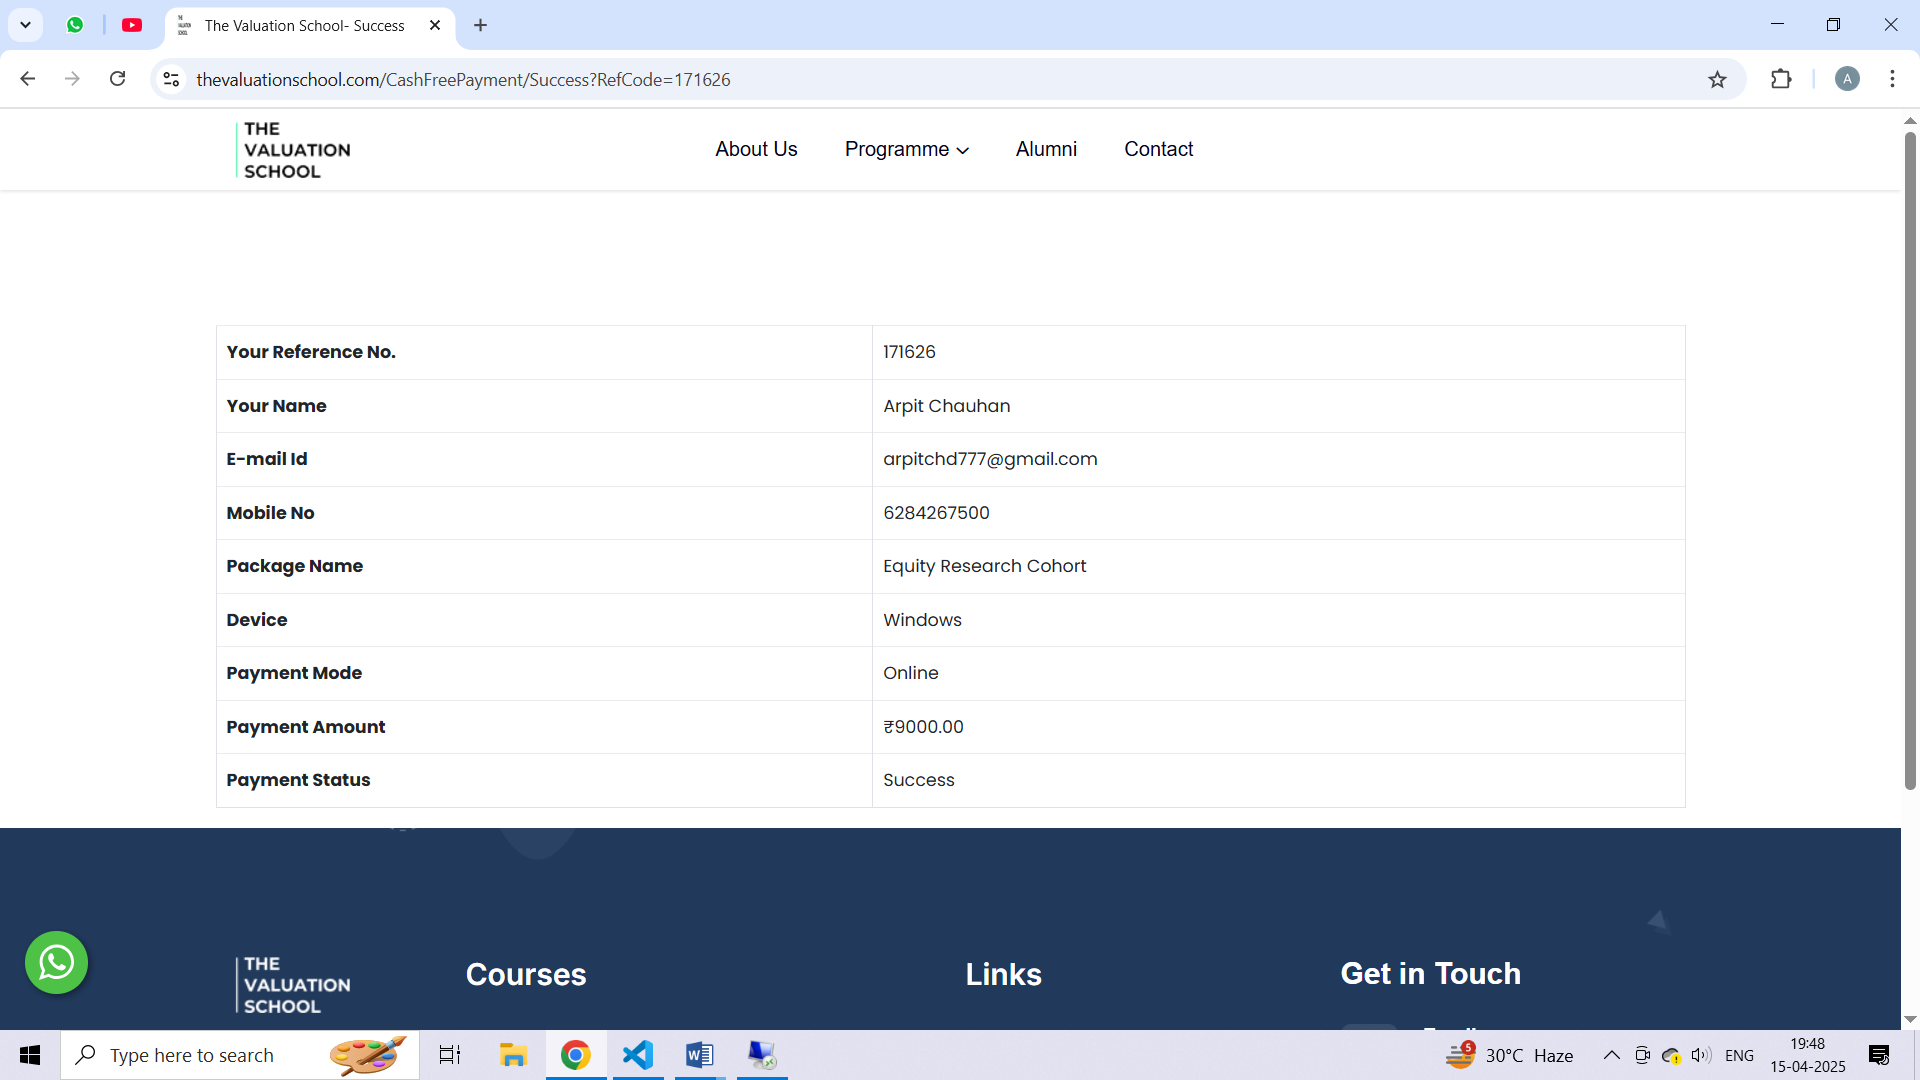 The Valuation School- Success
thevaluationschool.com/CashFreePayment/Success?RefCode=171626
A
THE
VALUATION
SCHOOL
About Us
Programme
Alumni
Contact
Your Reference No. 171626
Your Name Arpit Chauhan
E-mail Id arpitchd777@gmail.com
Mobile No 6284267500
Package Name Equity Research Cohort
Device Windows
Payment Mode Online
Payment Amount ₹9000.00
Payment Status Success
THE
VALUATION
SCHOOL
Courses
Links
Get in Touch
Type here to search
5
30°C Haze
ENG
19:48
15-04-2025